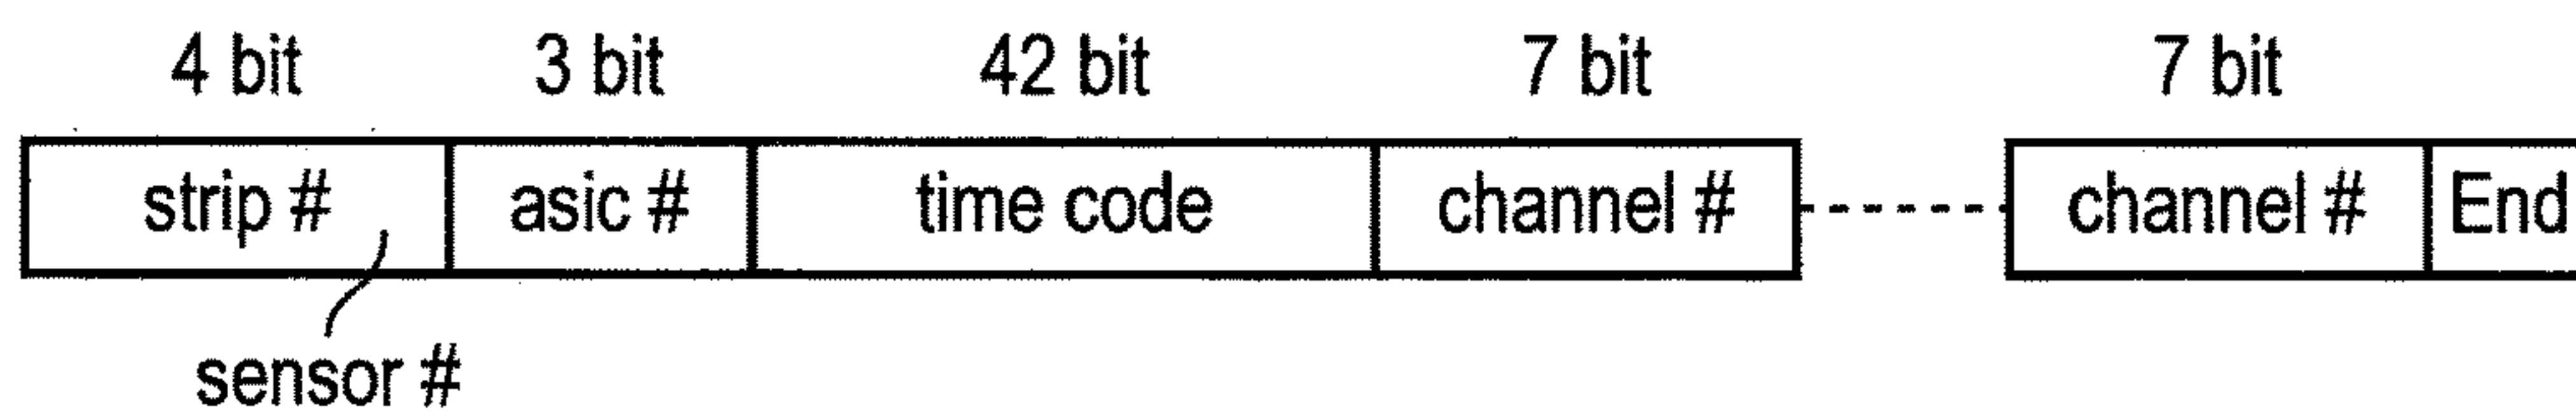 4 bit 3 bit 42 bit 7 bit 7 bit
strip # asic # time code channel # channel # End
sensor #